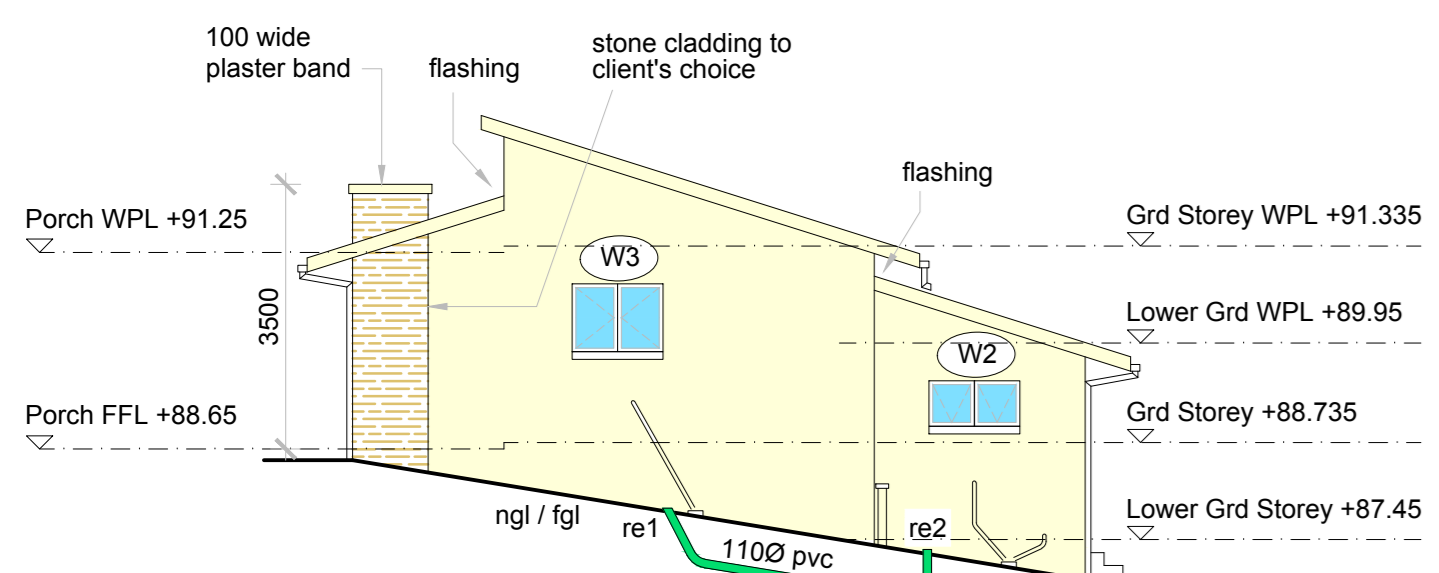 100 wide
plaster band
flashing
stone cladding to
client's choice
flashing
Porch WPL +91.25
Grd Storey WPL +91.335
W3
3500
Lower Grd WPL +89.95
W2
Porch FFL +88.65
Grd Storey +88.735
ngl / fgl
re1
110Ø pvc
re2
Lower Grd Storey +87.45